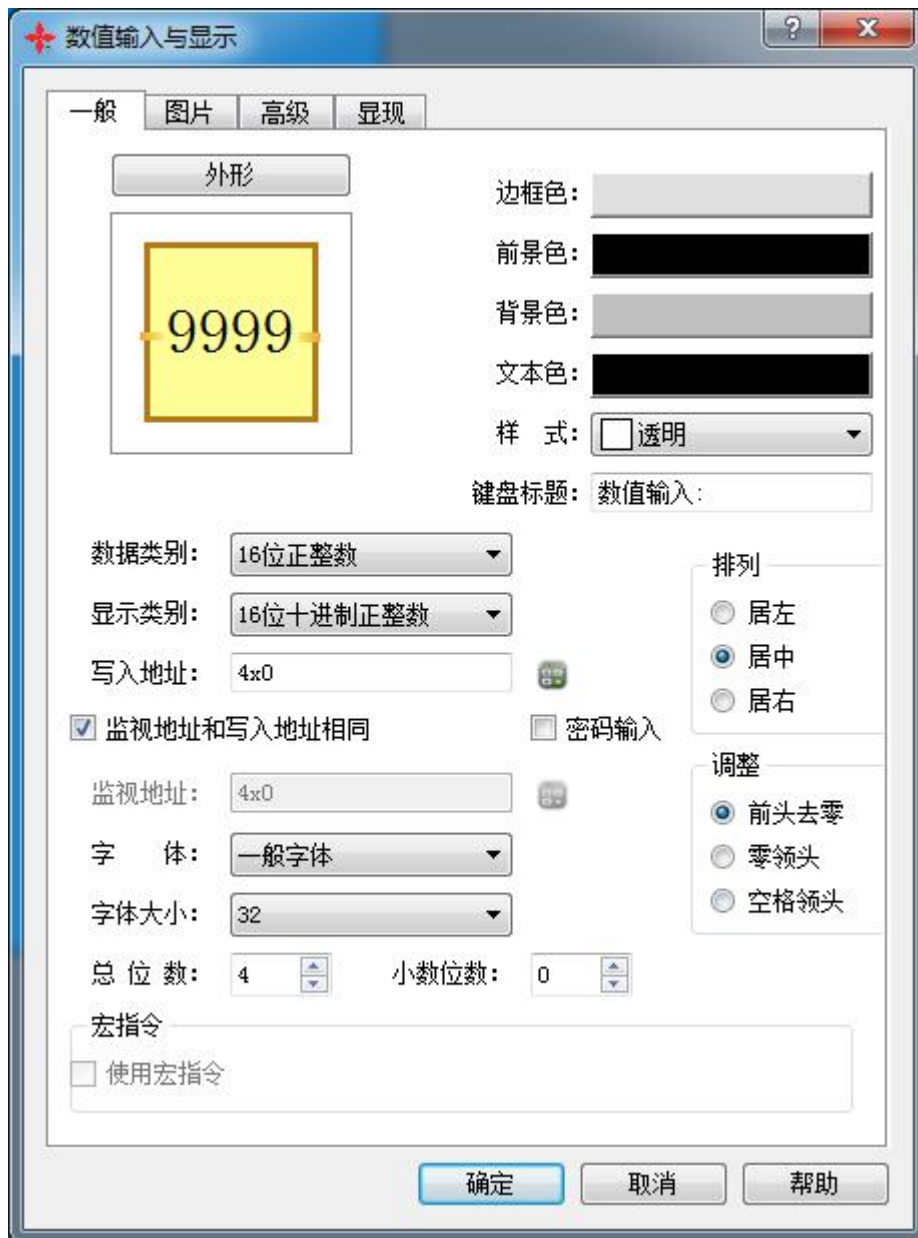 数值输入与显示
一般 图片 高级 显现
外形
9999
边框色:
前景色:
背景色:
文本色:
样 式: 透明
键盘标题: 数值输入:
数据类别: 16位正整数
显示类别: 16位十进制正整数
写入地址: 4x0
监视地址和写入地址相同 密码输入
监视地址: 4x0
字 体: 一般字体
字体大小: 32
总 位 数: 4 小数位数: 0
排列
居左
居中
居右
调整
前头去零
零领头
空格领头
宏指令
使用宏指令
确定 取消 帮助